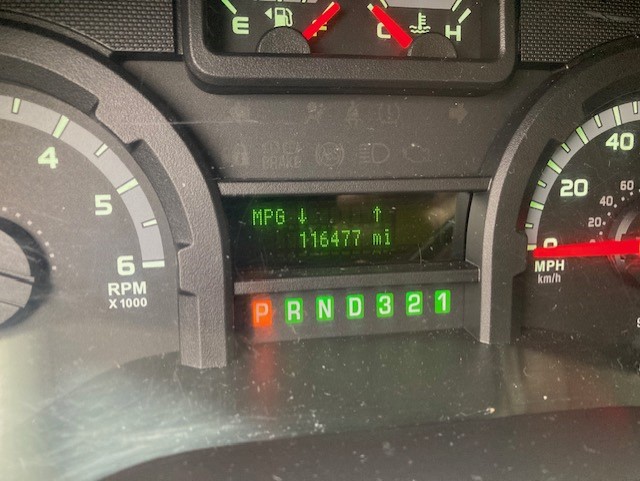 E F C H
BRAKE
4
5
6
RPM
X 1000
MPG ↓ ↑
116477 mi
P R N D 3 2 1
40
20
0
60
40
20
MPH
km/h